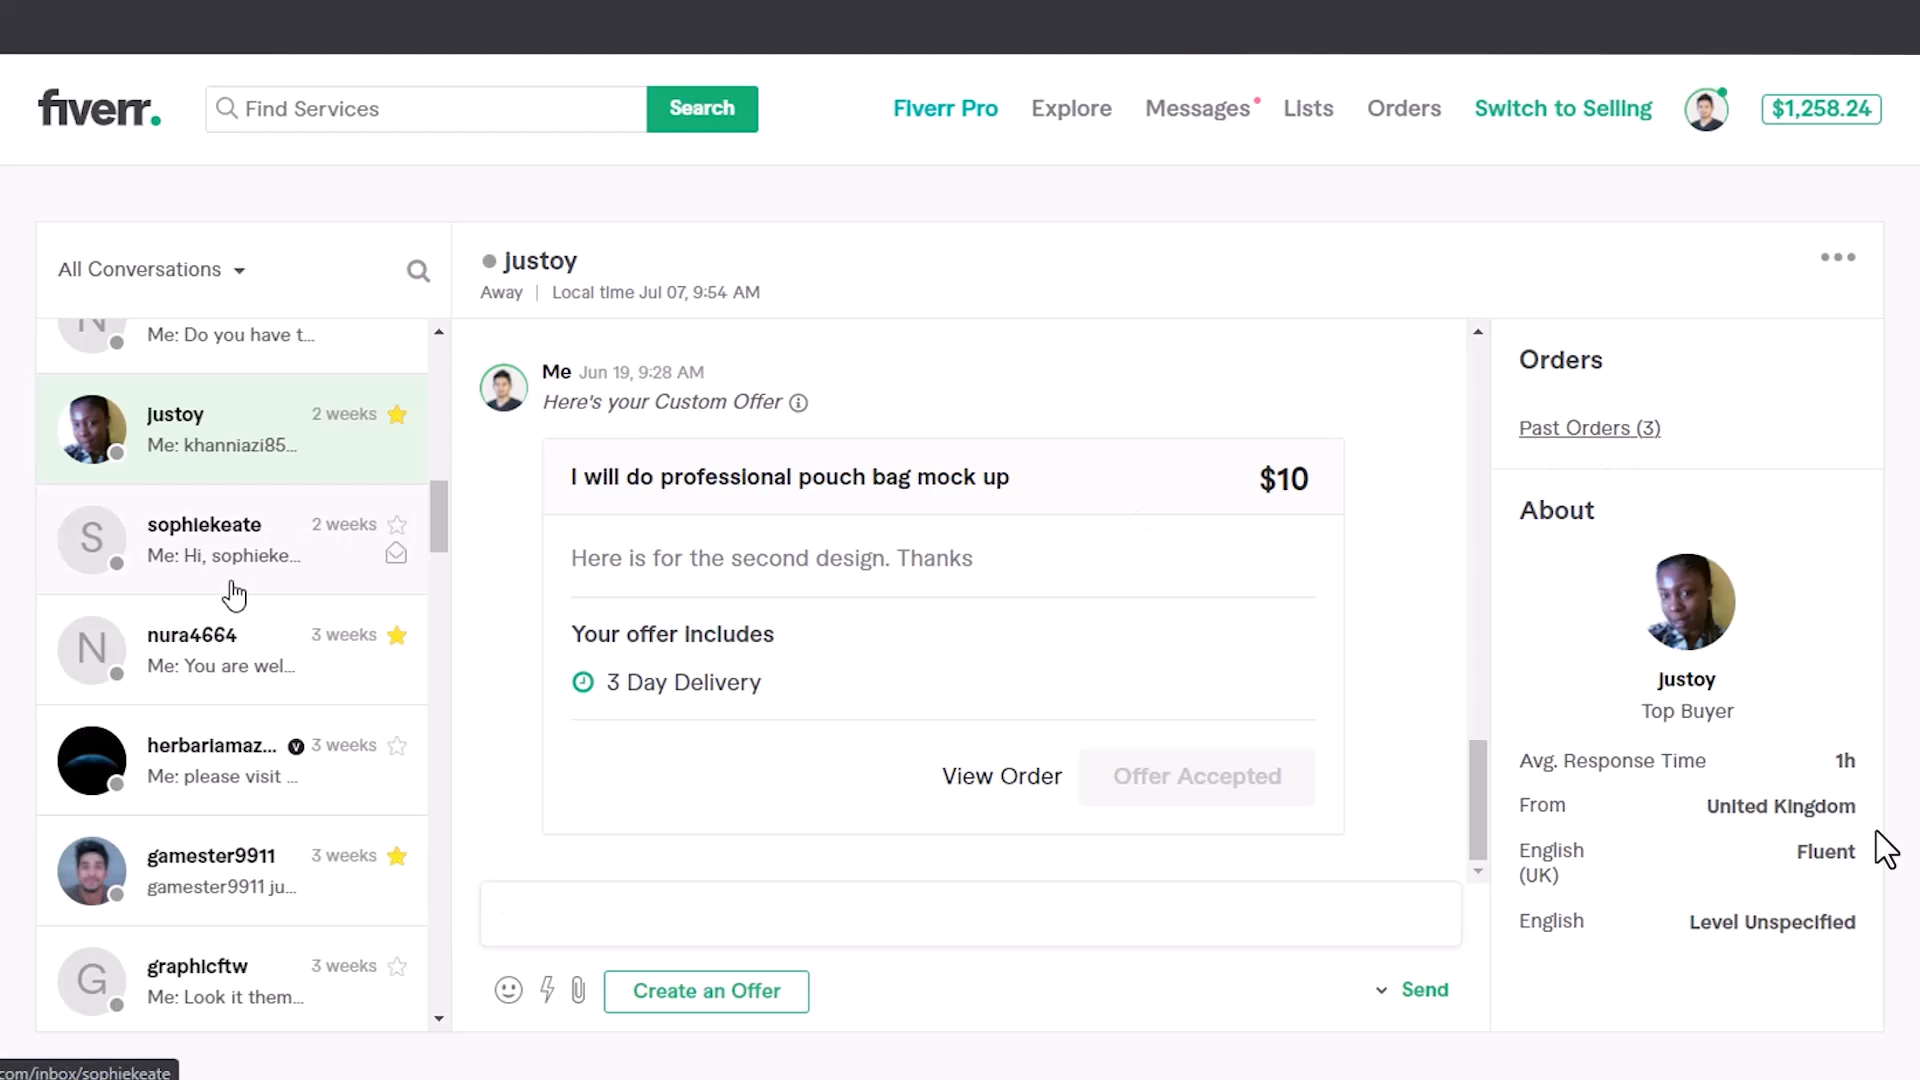 fiverr.
Find Services
Search
Fiverr Pro
Explore
Messages
Lists
Orders
Switch to Selling
$1,258.24
All Conversations
N
Me: Do you have t...
justoy 2 weeks
Me: khanniazi85...
S
sophiekeate 2 weeks
Me: Hi, sophieke...
N
nura4664 3 weeks
Me: You are wel...
herbariamaz... V 3 weeks
Me: please visit ...
gamester9911 3 weeks
gamester9911 ju...
G
graphicftw 3 weeks
Me: Look it them...
justoy
Away | Local time Jul 07, 9:54 AM
Me Jun 19, 9:28 AM
Here's your Custom Offer
I will do professional pouch bag mock up $10
Here is for the second design. Thanks
Your offer Includes
3 Day Delivery
View Order Offer Accepted
Create an Offer
Send
Orders
Past Orders (3)
About
justoy
Top Buyer
Avg. Response Time 1h
From United Kingdom
English (UK) Fluent
English Level Unspecified
com/inbox/sophiekeate